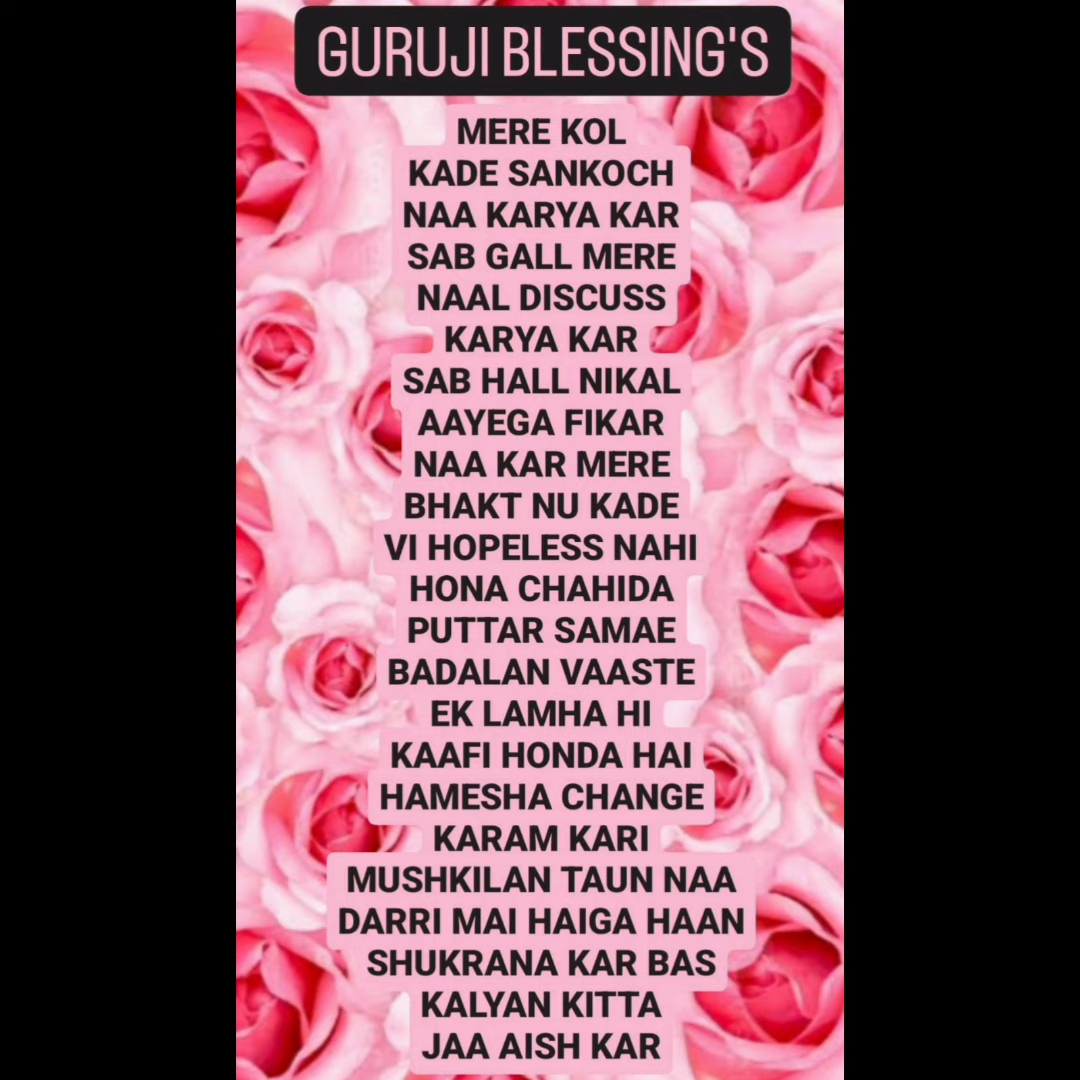 GURUJI BLESSING'S
MERE KOL
KADE SANKOCH
NAA KARYA KAR
SAB GALL MERE
NAAL DISCUSS
KARYA KAR
SAB HALL NIKAL
AAYEGA FIKAR
NAA KAR MERE
BHAKT NU KADE
VI HOPELESS NAHI
HONA CHAHIDA
PUTTAR SAMAE
BADALAN VAASTE
EK LAMHA HI
KAAFI HONDA HAI
HAMESHA CHANGE
KARAM KARI
MUSHKILAN TAUN NAA
DARRI MAI HAIGA HAAN
SHUKRANA KAR BAS
KALYAN KITTA
JAA AISH KAR